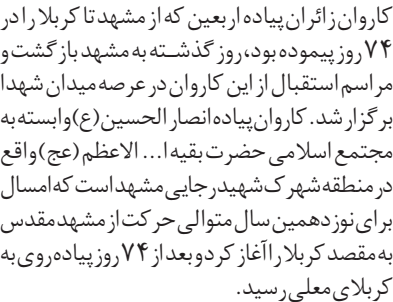 کاروان زائران پیاده اربعین که از مشهد تا کربلا را در
۷۴ روز پیموده بود، روز گذشته به مشهد بازگشت و
مراسم استقبال از این کاروان در عرصه میدان شهدا
برگزار شد. کاروان پیاده انصار الحسین(ع) وابسته به
مجتمع اسلامی حضرت بقیه ا... الاعظم (عج) واقع
در منطقه شهرک شهید رجایی مشهد است که امسال
برای نوزدهمین سال متوالی حرکت از مشهد مقدس
به مقصد کربلا را آغاز کرد و بعد از ۷۴ روز پیاده‌روی به
کربلای معلی رسید.